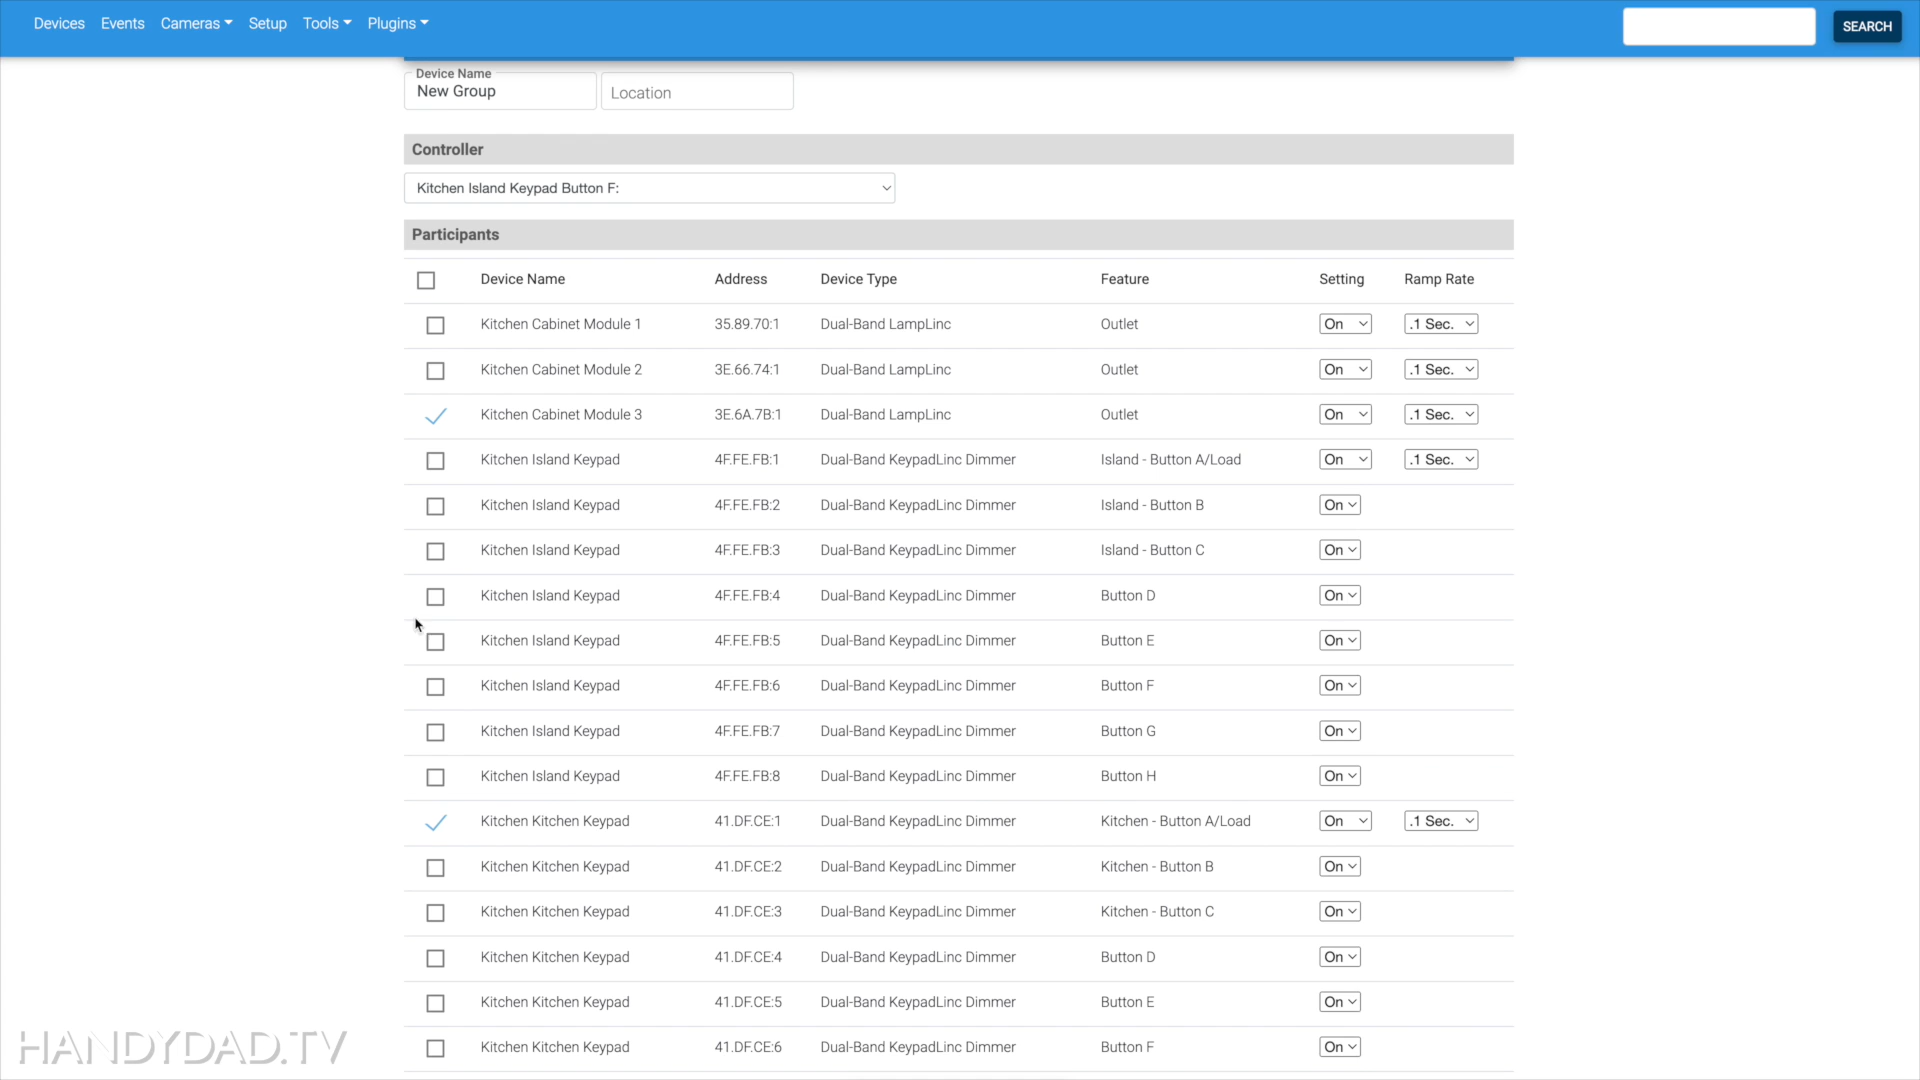 Devices Events Cameras Setup Tools Plugins SEARCH
Device Name
New Group Location
Controller
Kitchen Island Keypad Button F:
Participants
Device Name Address Device Type Feature Setting Ramp Rate
Kitchen Cabinet Module 1 35.89.70:1 Dual-Band LampLinc Outlet On .1 Sec.
Kitchen Cabinet Module 2 3E.66.74:1 Dual-Band LampLinc Outlet On .1 Sec.
Kitchen Cabinet Module 3 3E.6A.7B:1 Dual-Band LampLinc Outlet On .1 Sec.
Kitchen Island Keypad 4F.FE.FB:1 Dual-Band KeypadLinc Dimmer Island - Button A/Load On .1 Sec.
Kitchen Island Keypad 4F.FE.FB:2 Dual-Band KeypadLinc Dimmer Island - Button B On
Kitchen Island Keypad 4F.FE.FB:3 Dual-Band KeypadLinc Dimmer Island - Button C On
Kitchen Island Keypad 4F.FE.FB:4 Dual-Band KeypadLinc Dimmer Button D On
Kitchen Island Keypad 4F.FE.FB:5 Dual-Band KeypadLinc Dimmer Button E On
Kitchen Island Keypad 4F.FE.FB:6 Dual-Band KeypadLinc Dimmer Button F On
Kitchen Island Keypad 4F.FE.FB:7 Dual-Band KeypadLinc Dimmer Button G On
Kitchen Island Keypad 4F.FE.FB:8 Dual-Band KeypadLinc Dimmer Button H On
Kitchen Kitchen Keypad 41.DF.CE:1 Dual-Band KeypadLinc Dimmer Kitchen - Button A/Load On .1 Sec.
Kitchen Kitchen Keypad 41.DF.CE:2 Dual-Band KeypadLinc Dimmer Kitchen - Button B On
Kitchen Kitchen Keypad 41.DF.CE:3 Dual-Band KeypadLinc Dimmer Kitchen - Button C On
Kitchen Kitchen Keypad 41.DF.CE:4 Dual-Band KeypadLinc Dimmer Button D On
Kitchen Kitchen Keypad 41.DF.CE:5 Dual-Band KeypadLinc Dimmer Button E On
Kitchen Kitchen Keypad 41.DF.CE:6 Dual-Band KeypadLinc Dimmer Button F On
HANDYDAD.TV